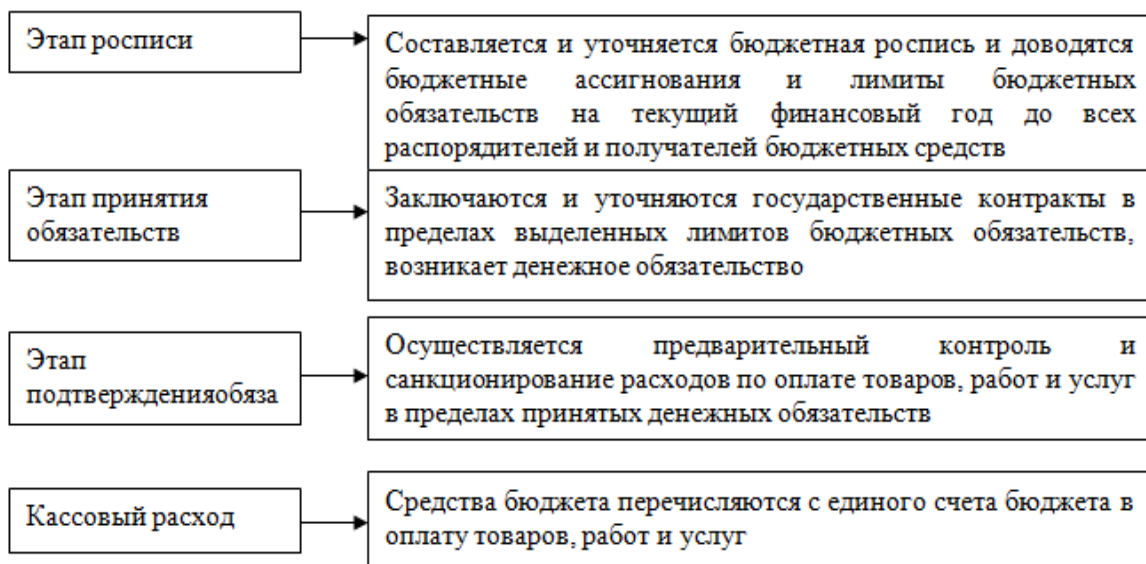 Этап росписи
Составляется и уточняется бюджетная роспись и доводятся
бюджетные ассигнования и лимиты бюджетных
обязательств на текущий финансовый год до всех
распорядителей и получателей бюджетных средств
Этап принятия
обязательств
Заключаются и уточняются государственные контракты в
пределах выделенных лимитов бюджетных обязательств,
возникает денежное обязательство
Этап
подтвержденияобяза
Осуществляется предварительный контроль и
санкционирование расходов по оплате товаров, работ и услуг
в пределах принятых денежных обязательств
Кассовый расход
Средства бюджета перечисляются с единого счета бюджета в
оплату товаров, работ и услуг